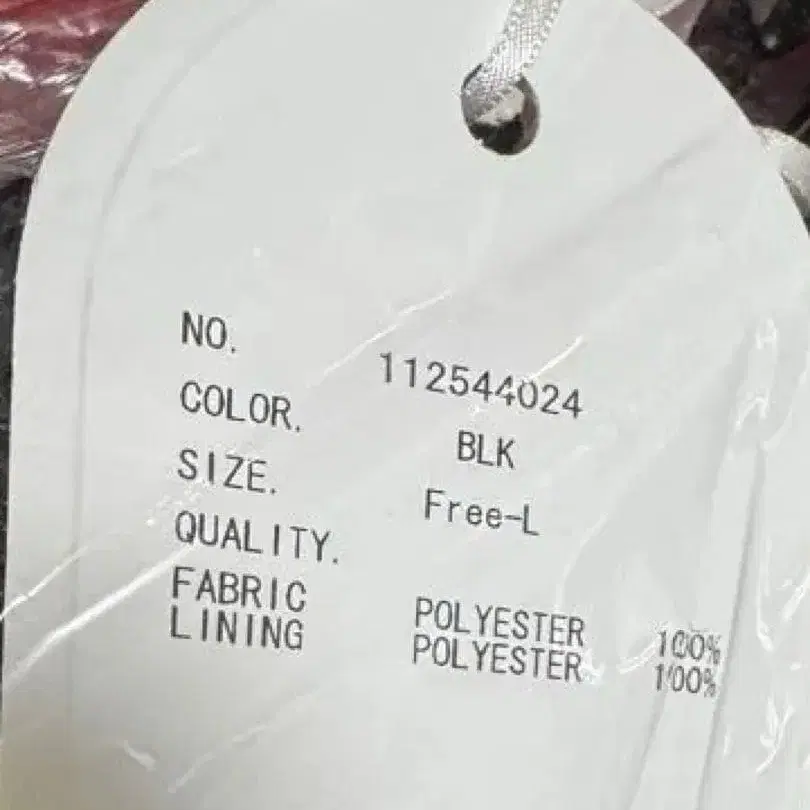 NO. 112544024
COLOR. BLK
SIZE. Free-L
QUALITY.
FABRIC POLYESTER 100%
LINING POLYESTER 100%